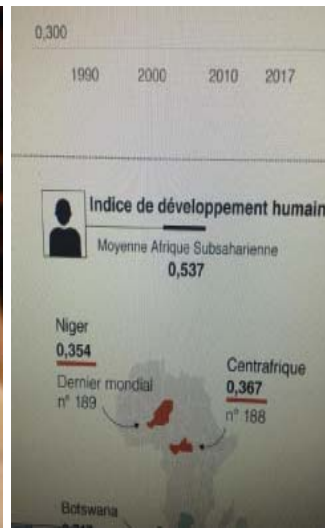 0,300
1990 2000 2010 2017
Indice de développement humain
Moyenne Afrique Subsaharienne
0,537
Niger
0,354
Dernier mondial
n° 189
Centrafrique
0,367
n° 188
Botswana